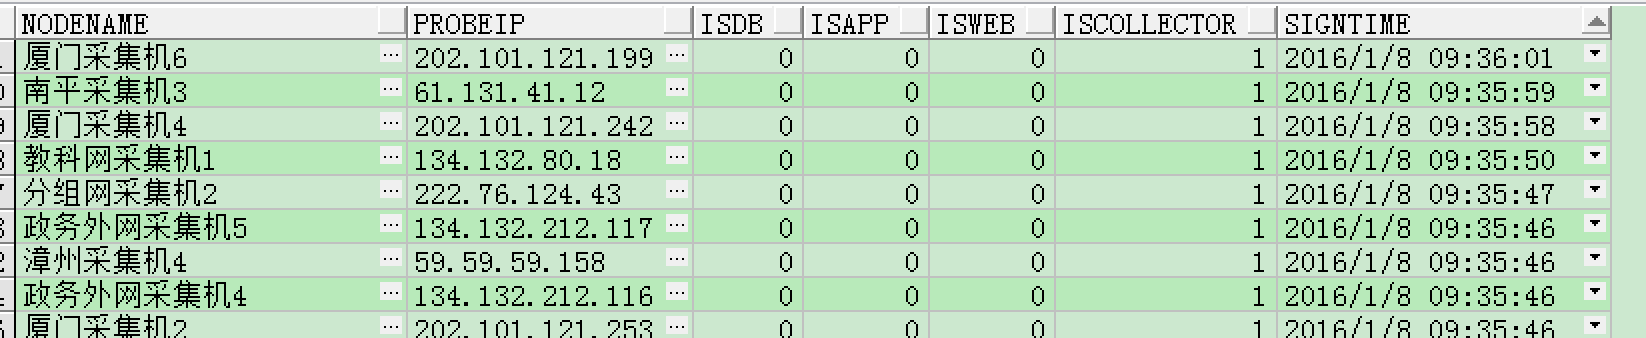 NODENAME PROBEIP ISDB ISAPP ISWEB ISCOLLECTOR SIGNTIME
厦门采集机6 202.101.121.199 0 0 0 1 2016/1/8 09:36:01
南平采集机3 61.131.41.12 0 0 0 1 2016/1/8 09:35:59
厦门采集机4 202.101.121.242 0 0 0 1 2016/1/8 09:35:58
教科网采集机1 134.132.80.18 0 0 0 1 2016/1/8 09:35:50
分组网采集机2 222.76.124.43 0 0 0 1 2016/1/8 09:35:47
政务外网采集机5 134.132.212.117 0 0 0 1 2016/1/8 09:35:46
漳州采集机4 59.59.59.158 0 0 0 1 2016/1/8 09:35:46
政务外网采集机4 134.132.212.116 0 0 0 1 2016/1/8 09:35:46
厦门采集机2 202.101.121.253 0 0 0 1 2016/1/8 09:35:46